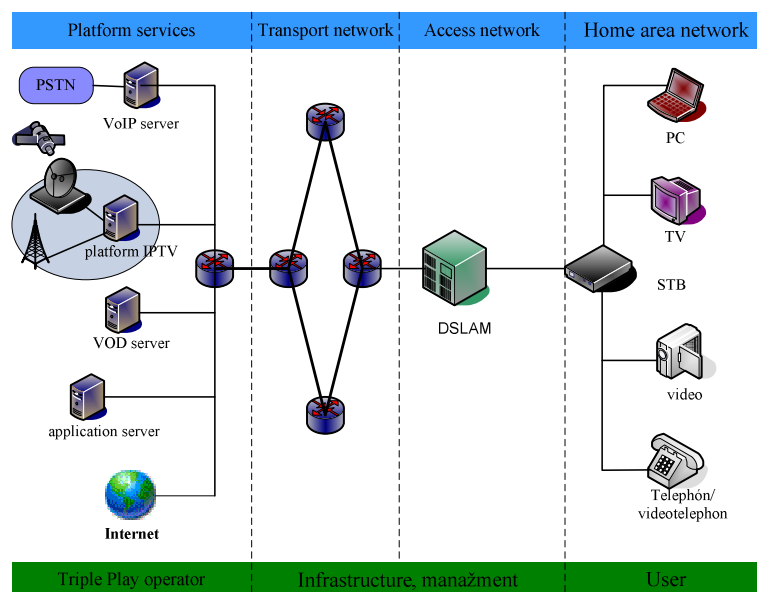 Platform services
Transport network
Access network
Home area network
PSTN
VoIP server
platform IPTV
VOD server
application server
Internet
DSLAM
PC
TV
STB
video
Telephón/
videotelephon
Triple Play operator
Infrastructure, manažment
User